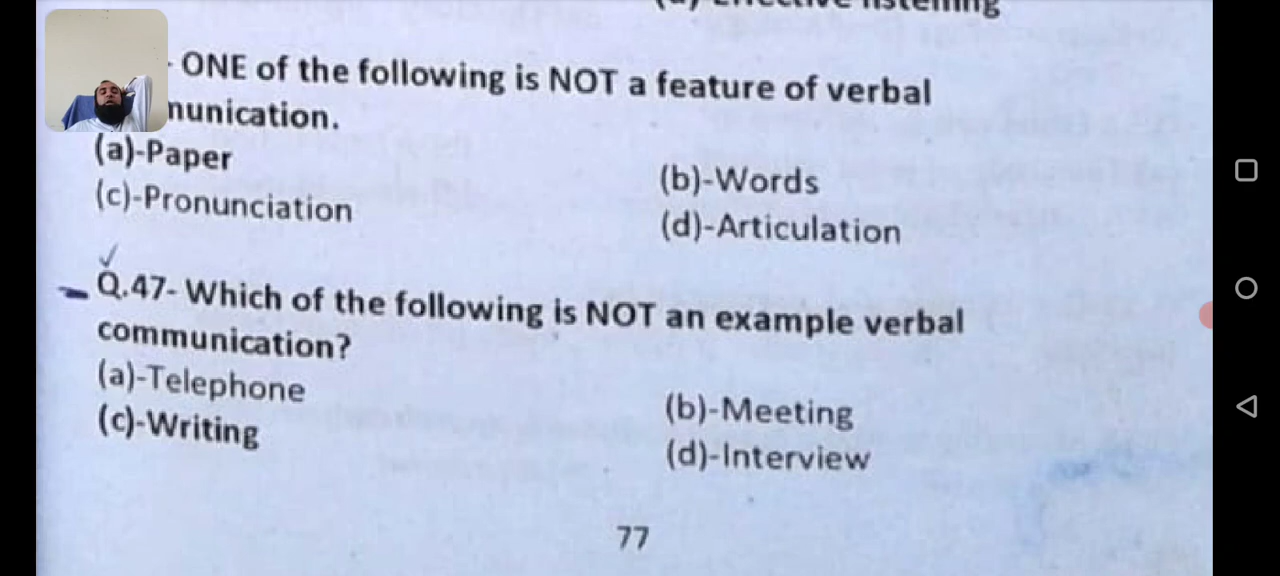 ONE of the following is NOT a feature of verbal
munication.
(a)-Paper
(b)-Words
(c)-Pronunciation
(d)-Articulation
Q.47- Which of the following is NOT an example verbal
communication?
(a)-Telephone
(b)-Meeting
(c)-Writing
(d)-Interview
77